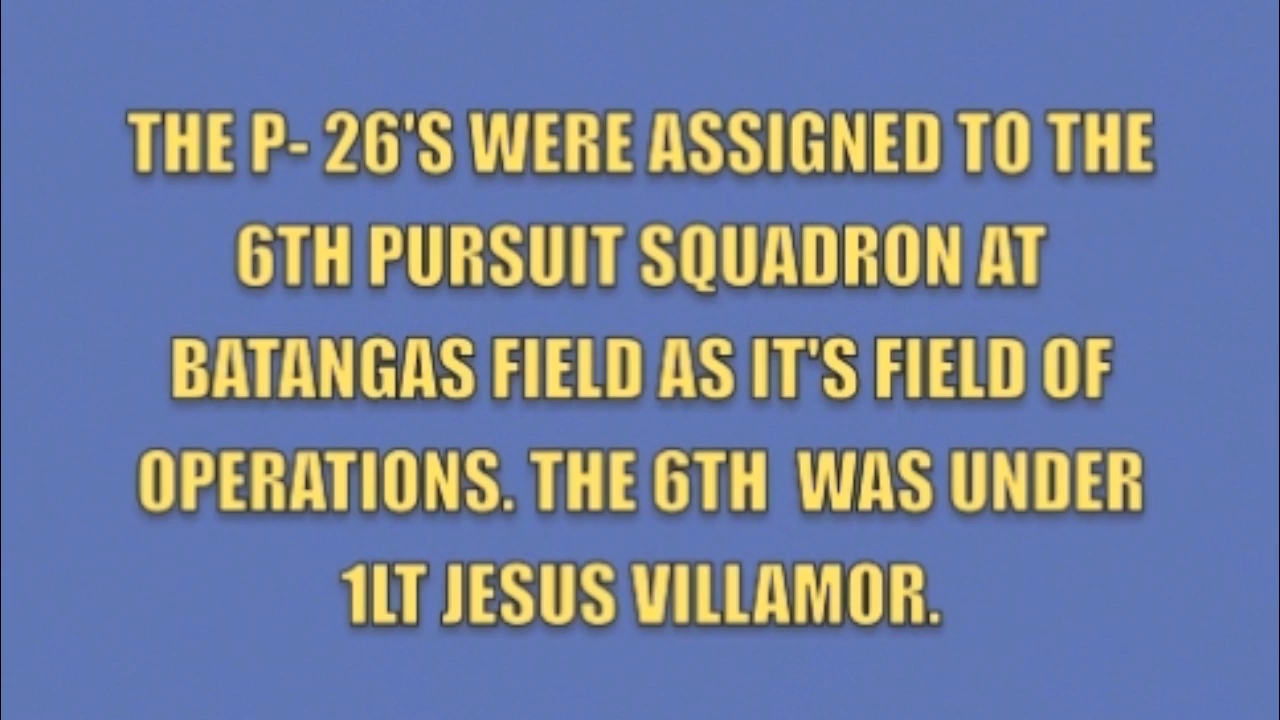 THE P- 26'S WERE ASSIGNED TO THE
6TH PURSUIT SQUADRON AT
BATANGAS FIELD AS IT'S FIELD OF
OPERATIONS. THE 6TH  WAS UNDER
1LT JESUS VILLAMOR.